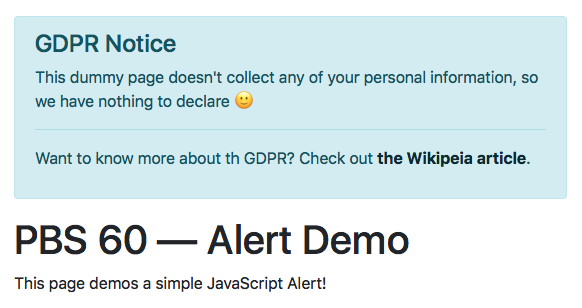 GDPR Notice
This dummy page doesn't collect any of your personal information, so
we have nothing to declare 🙂
Want to know more about th GDPR? Check out the Wikipeia article.
PBS 60 — Alert Demo
This page demos a simple JavaScript Alert!